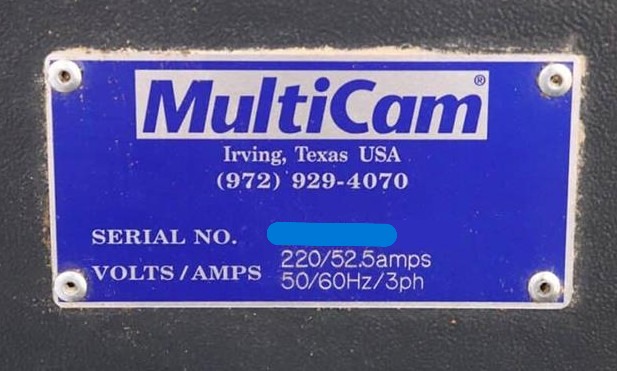 MultiCam®
Irving, Texas USA
(972) 929-4070
SERIAL NO.
VOLTS/AMPS 220/52.5amps
50/60Hz/3ph